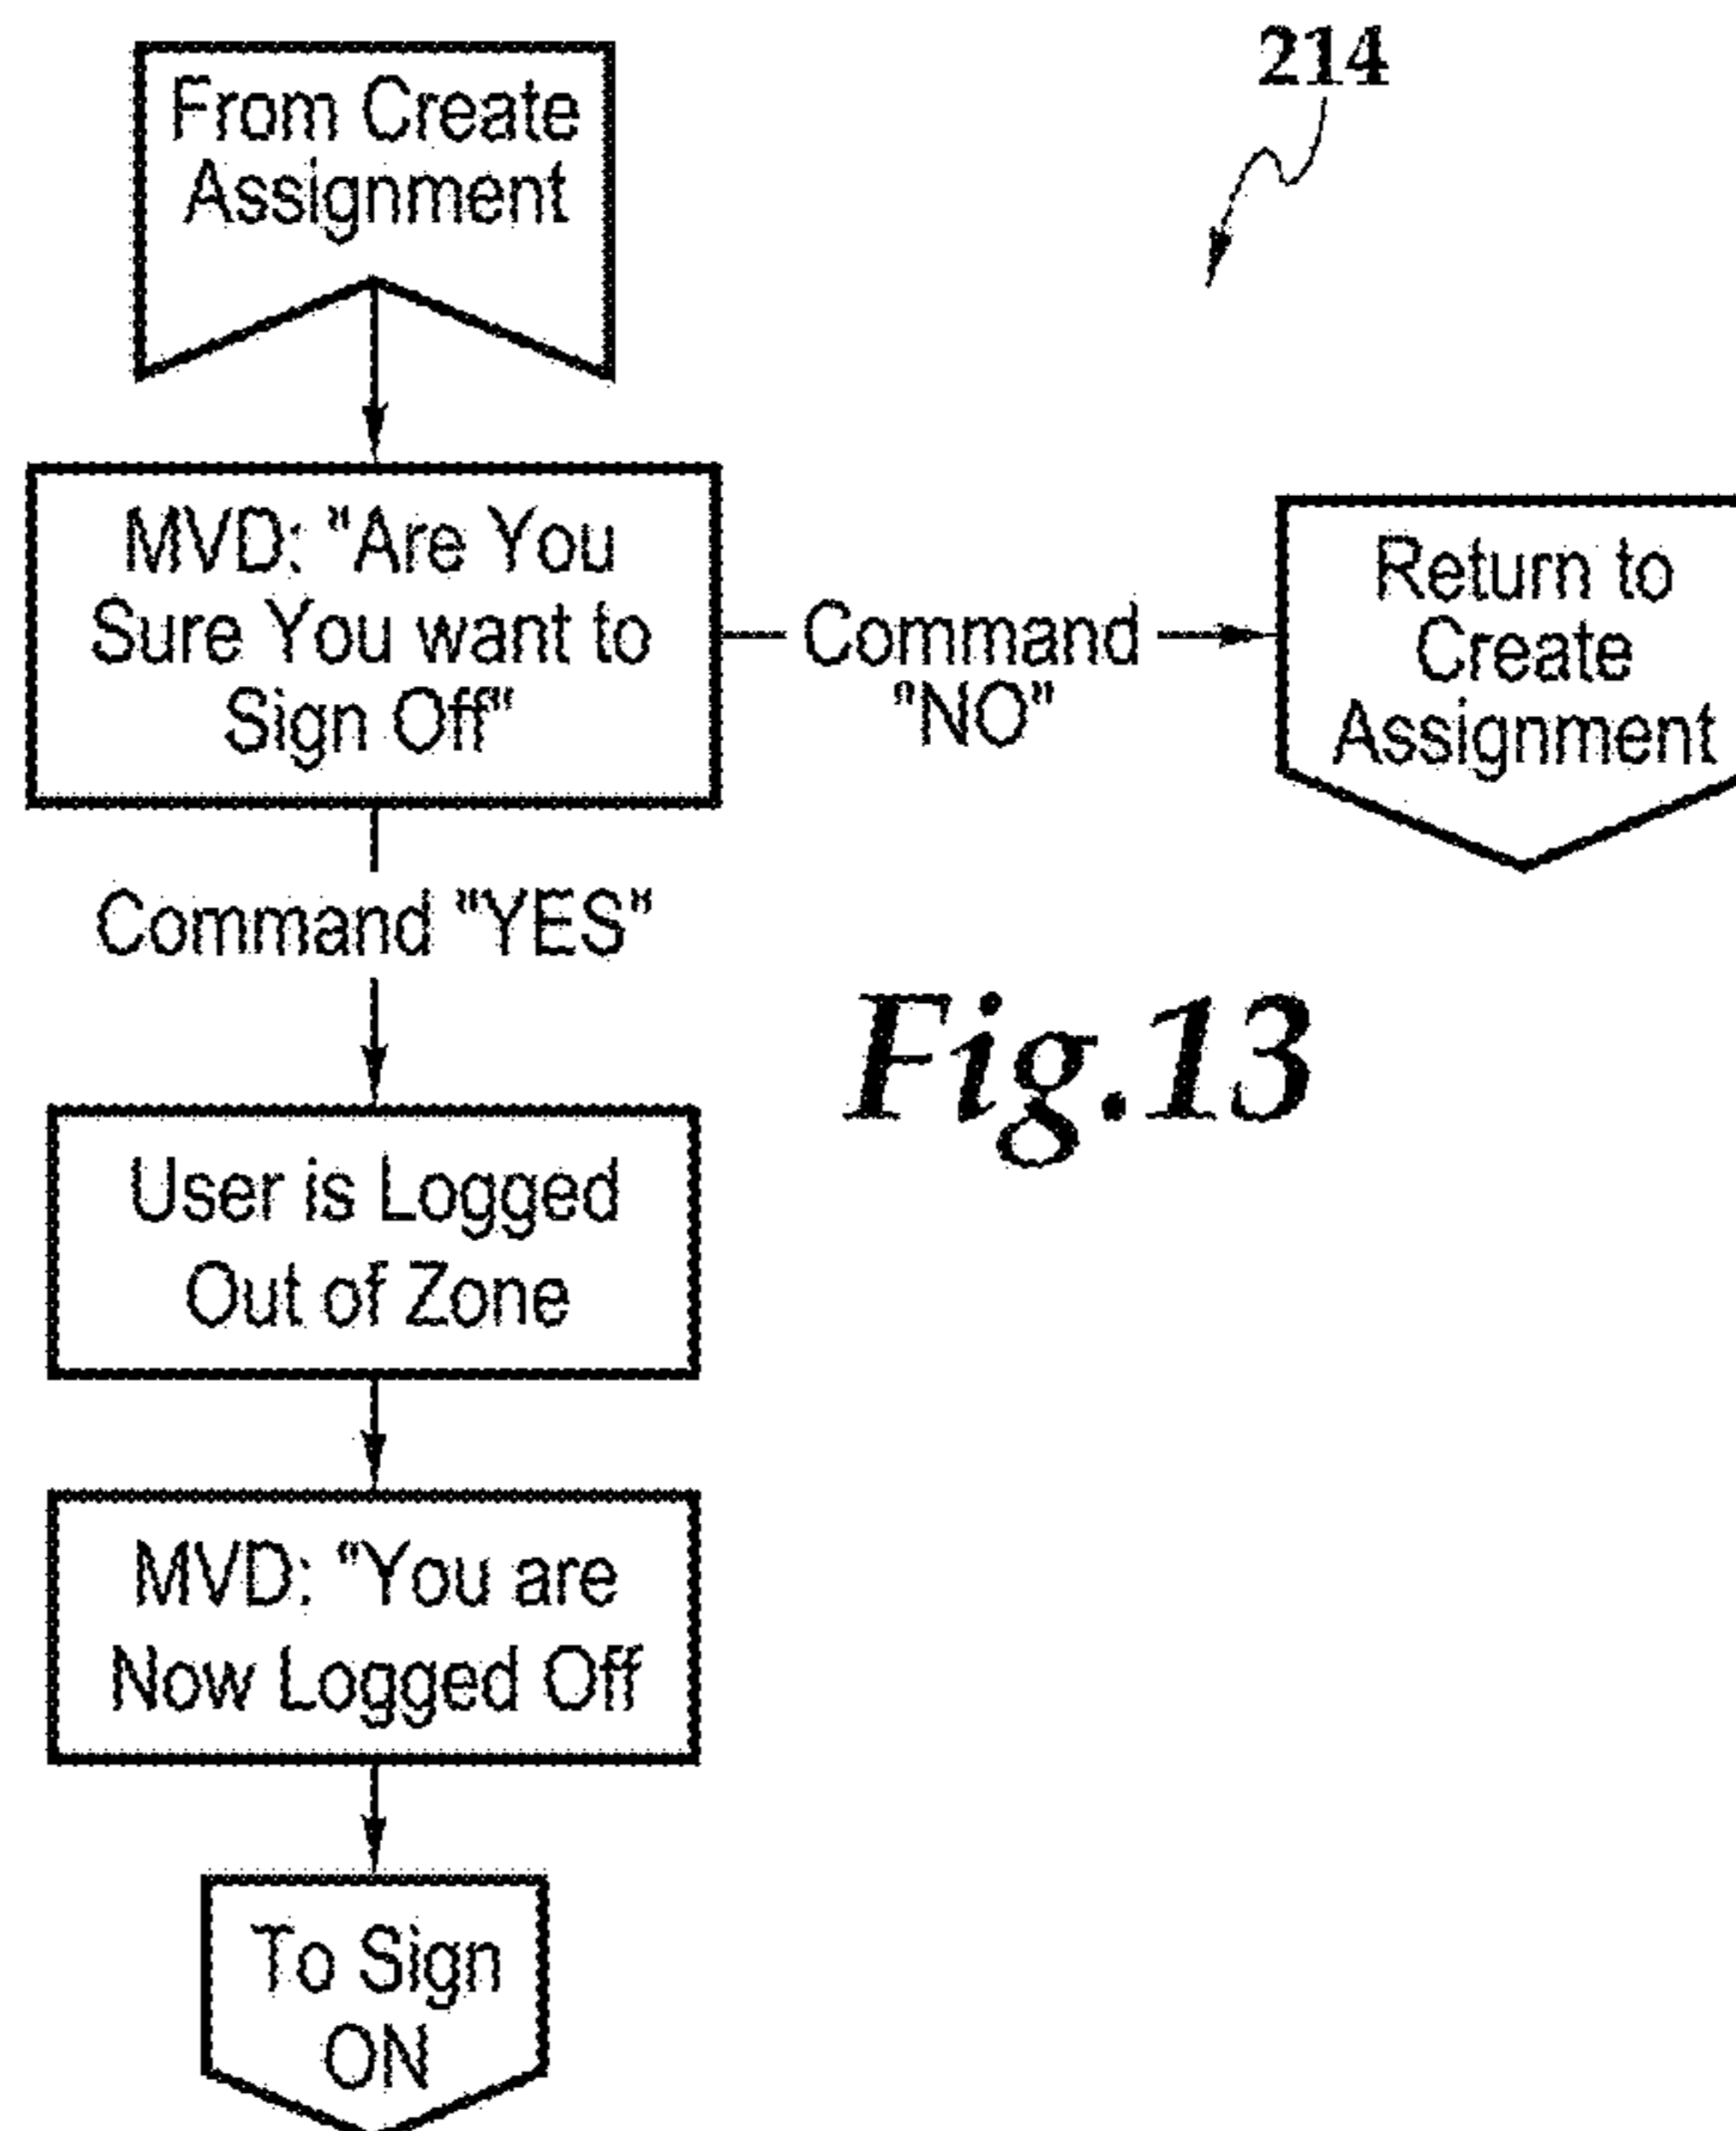 From Create
Assignment
214
MVD: "Are You
Sure You want to
Sign Off"
Command
"NO"
Return to
Create
Assignment
Command "YES"
Fig.13
User is Logged
Out of Zone
MVD: "You are
Now Logged Off
To Sign
ON